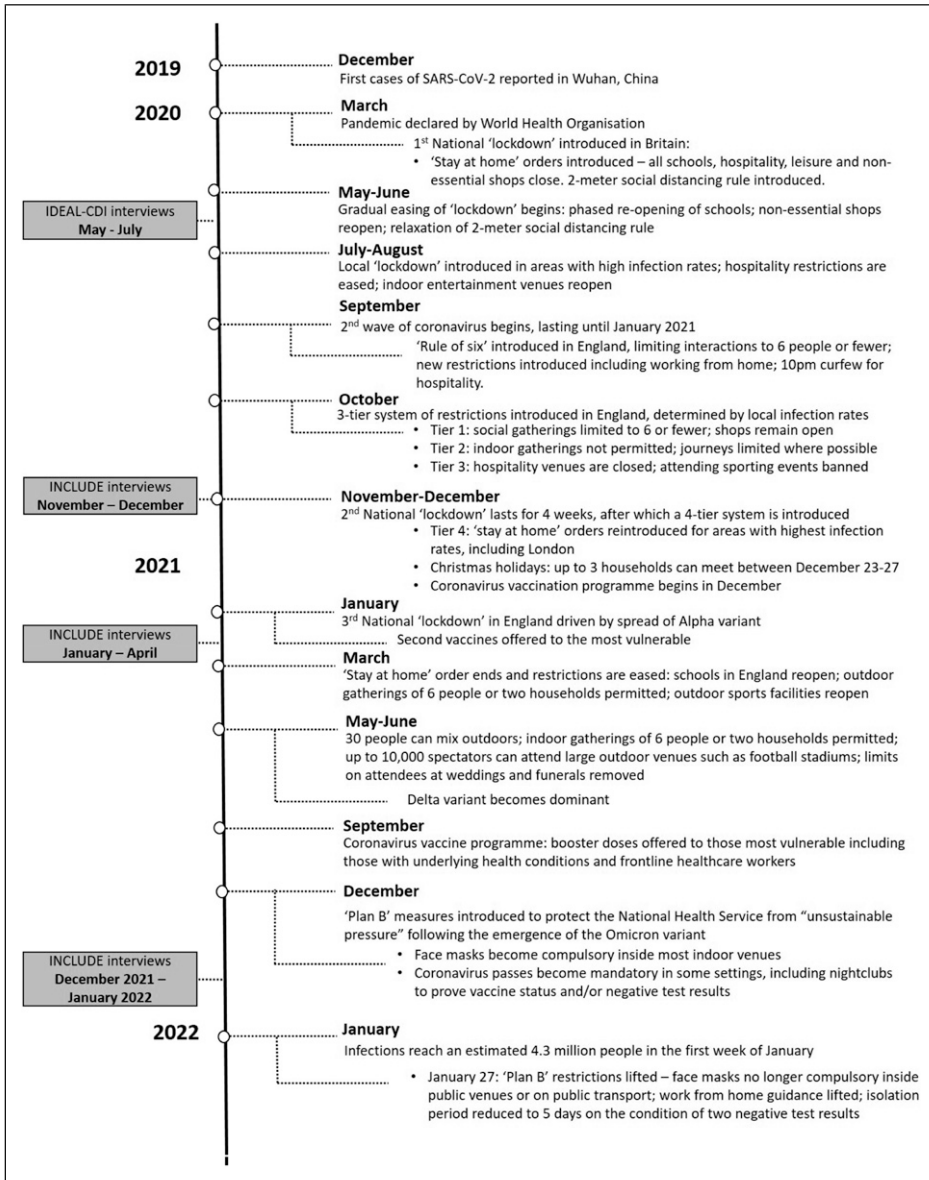 2019
December
First cases of SARS-CoV-2 reported in Wuhan, China
2020
March
Pandemic declared by World Health Organisation
1st National ‘lockdown’ introduced in Britain:
• ‘Stay at home’ orders introduced – all schools, hospitality, leisure and non-
essential shops close. 2-meter social distancing rule introduced.
May-June
Gradual easing of ‘lockdown’ begins: phased re-opening of schools; non-essential shops
reopen; relaxation of 2-meter social distancing rule
IDEAL-CDI interviews
May - July
July-August
Local ‘lockdown’ introduced in areas with high infection rates; hospitality restrictions are
eased; indoor entertainment venues reopen
September
2nd wave of coronavirus begins, lasting until January 2021
‘Rule of six’ introduced in England, limiting interactions to 6 people or fewer;
new restrictions introduced including working from home; 10pm curfew for
hospitality.
October
3-tier system of restrictions introduced in England, determined by local infection rates
• Tier 1: social gatherings limited to 6 or fewer; shops remain open
• Tier 2: indoor gatherings not permitted; journeys limited where possible
• Tier 3: hospitality venues are closed; attending sporting events banned
INCLUDE interviews
November – December
November-December
2nd National ‘lockdown’ lasts for 4 weeks, after which a 4-tier system is introduced
• Tier 4: ‘stay at home’ orders reintroduced for areas with highest infection
rates, including London
• Christmas holidays: up to 3 households can meet between December 23-27
• Coronavirus vaccination programme begins in December
2021
January
3rd National ‘lockdown’ in England driven by spread of Alpha variant
Second vaccines offered to the most vulnerable
INCLUDE interviews
January – April
March
‘Stay at home’ order ends and restrictions are eased: schools in England reopen; outdoor
gatherings of 6 people or two households permitted; outdoor sports facilities reopen
May-June
30 people can mix outdoors; indoor gatherings of 6 people or two households permitted;
up to 10,000 spectators can attend large outdoor venues such as football stadiums; limits
on attendees at weddings and funerals removed
Delta variant becomes dominant
September
Coronavirus vaccine programme: booster doses offered to those most vulnerable including
those with underlying health conditions and frontline healthcare workers
December
‘Plan B’ measures introduced to protect the National Health Service from “unsustainable
pressure” following the emergence of the Omicron variant
• Face masks become compulsory inside most indoor venues
• Coronavirus passes become mandatory in some settings, including nightclubs
to prove vaccine status and/or negative test results
INCLUDE interviews
December 2021 –
January 2022
2022
January
Infections reach an estimated 4.3 million people in the first week of January
• January 27: ‘Plan B’ restrictions lifted – face masks no longer compulsory inside
public venues or on public transport; work from home guidance lifted; isolation
period reduced to 5 days on the condition of two negative test results